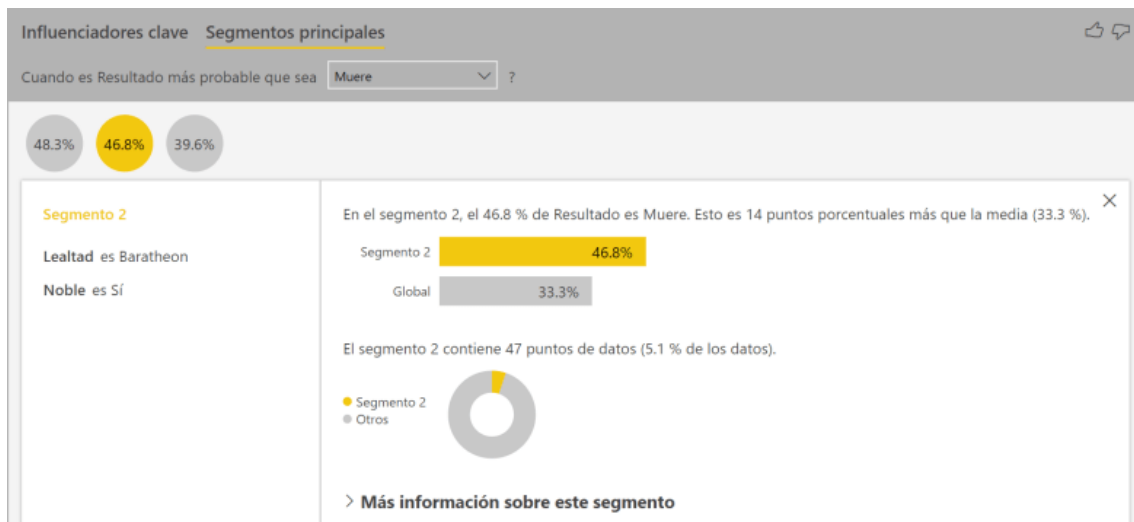 Influenciadores clave Segmentos principales
Cuando es Resultado más probable que sea Muere ?
48.3% 46.8% 39.6%
Segmento 2
Lealtad es Baratheon
Noble es Sí
En el segmento 2, el 46.8 % de Resultado es Muere. Esto es 14 puntos porcentuales más que la media (33.3 %).
Segmento 2 46.8%
Global 33.3%
El segmento 2 contiene 47 puntos de datos (5.1 % de los datos).
Segmento 2
Otros
Más información sobre este segmento